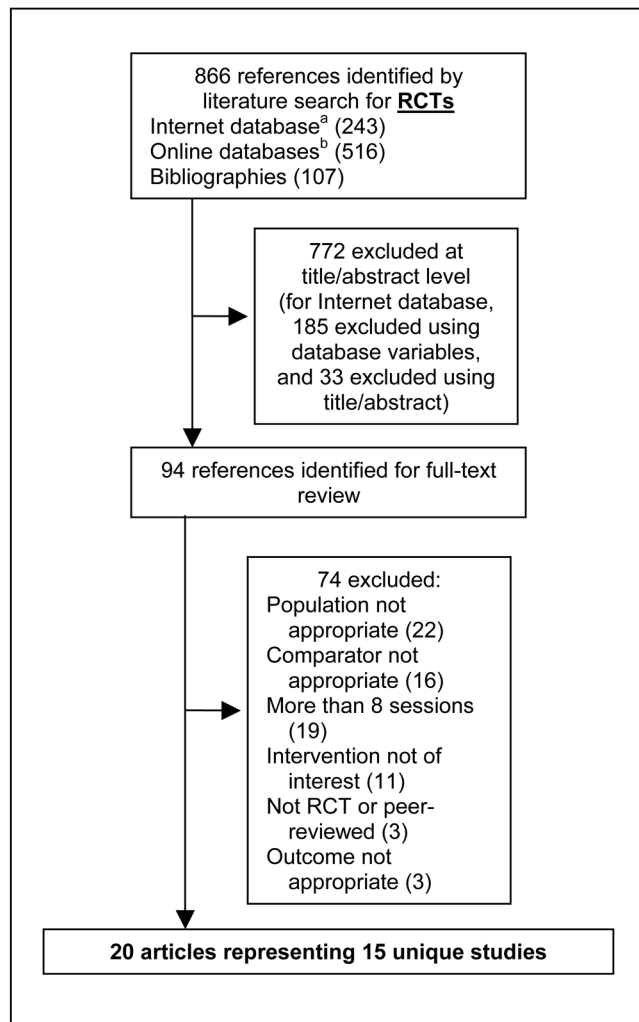 866 references identified by
literature search for RCTs
Internet databaseᵃ (243)
Online databasesᵇ (516)
Bibliographies (107)
772 excluded at
title/abstract level
(for Internet database,
185 excluded using
database variables,
and 33 excluded using
title/abstract)
94 references identified for full-text
review
74 excluded:
Population not
appropriate (22)
Comparator not
appropriate (16)
More than 8 sessions
(19)
Intervention not of
interest (11)
Not RCT or peer-
reviewed (3)
Outcome not
appropriate (3)
20 articles representing 15 unique studies